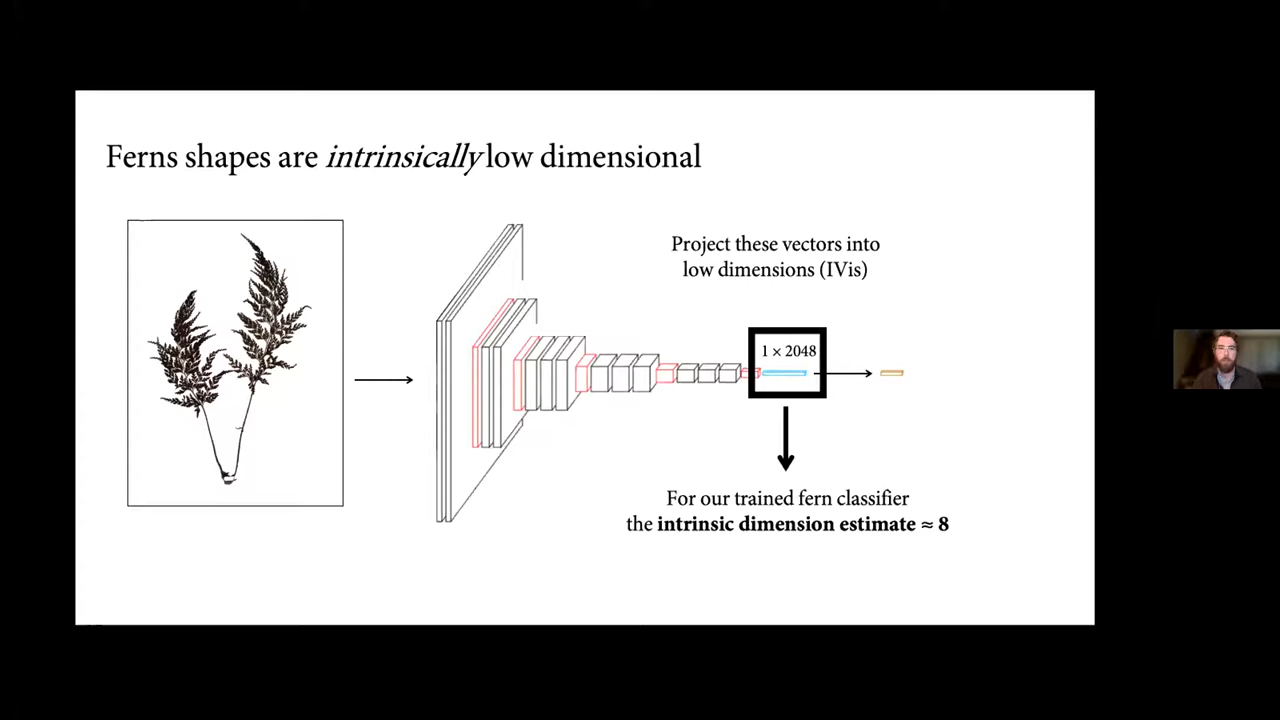 Ferns shapes are intrinsically low dimensional
Project these vectors into
low dimensions (IVis)
1 × 2048
For our trained fern classifier
the intrinsic dimension estimate ≈ 8